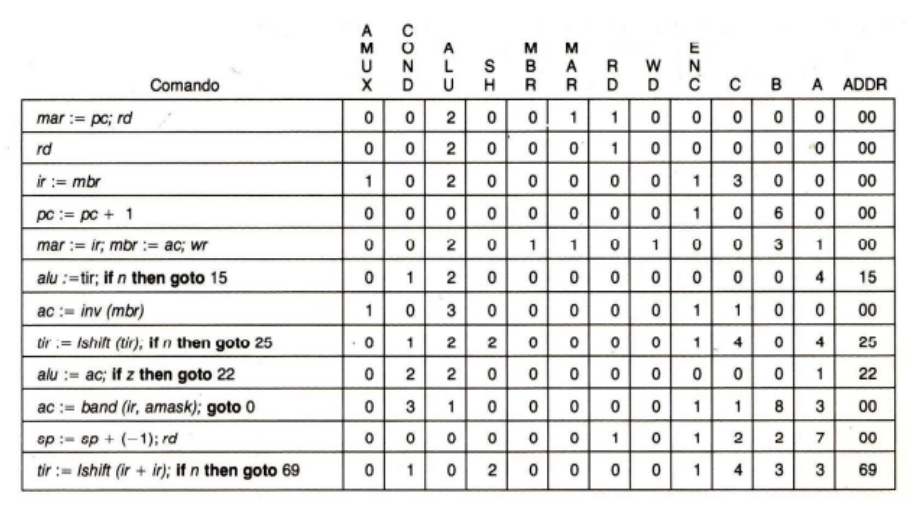 Comando AMUX COND ALU SH MBR MAR RD WD ENC C B A ADDR
mar := pc; rd 0 0 2 0 0 1 1 0 0 0 0 0 00
rd 0 0 2 0 0 0 1 0 0 0 0 0 00
ir := mbr 1 0 2 0 0 0 0 0 1 3 0 0 00
pc := pc + 1 0 0 0 0 0 0 0 0 1 0 6 0 00
mar := ir; mbr := ac; wr 0 0 2 0 1 1 0 1 0 0 3 1 00
alu :=tir; if n then goto 15 0 1 2 0 0 0 0 0 0 0 0 4 15
ac := inv (mbr) 1 0 3 0 0 0 0 0 1 1 0 0 00
tir := lshift (tir); if n then goto 25 0 1 2 2 0 0 0 0 1 4 0 4 25
alu := ac; if z then goto 22 0 2 2 0 0 0 0 0 0 0 0 1 22
ac := band (ir, amask); goto 0 0 3 1 0 0 0 0 0 1 1 8 3 00
sp := sp + (−1); rd 0 0 0 0 0 0 1 0 1 2 2 7 00
tir := lshift (ir + ir); if n then goto 69 0 1 0 2 0 0 0 0 1 4 3 3 69